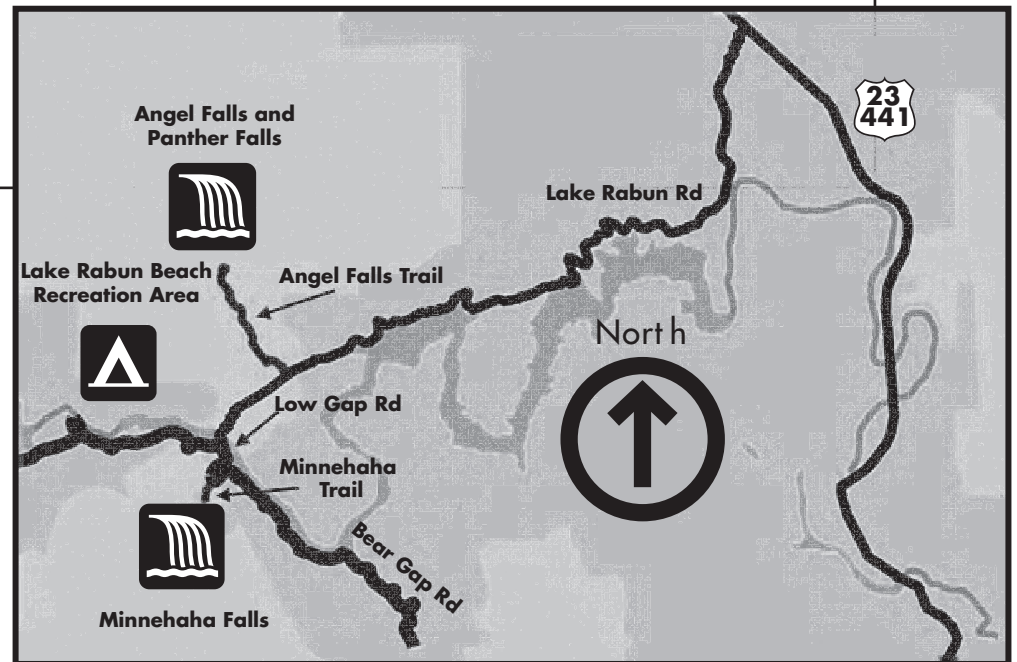 23
441
Angel Falls and
Panther Falls
Lake Rabun Rd
Lake Rabun Beach
Recreation Area
Angel Falls Trail
North
Low Gap Rd
Minnehaha
Trail
Bear Gap Rd
Minnehaha Falls